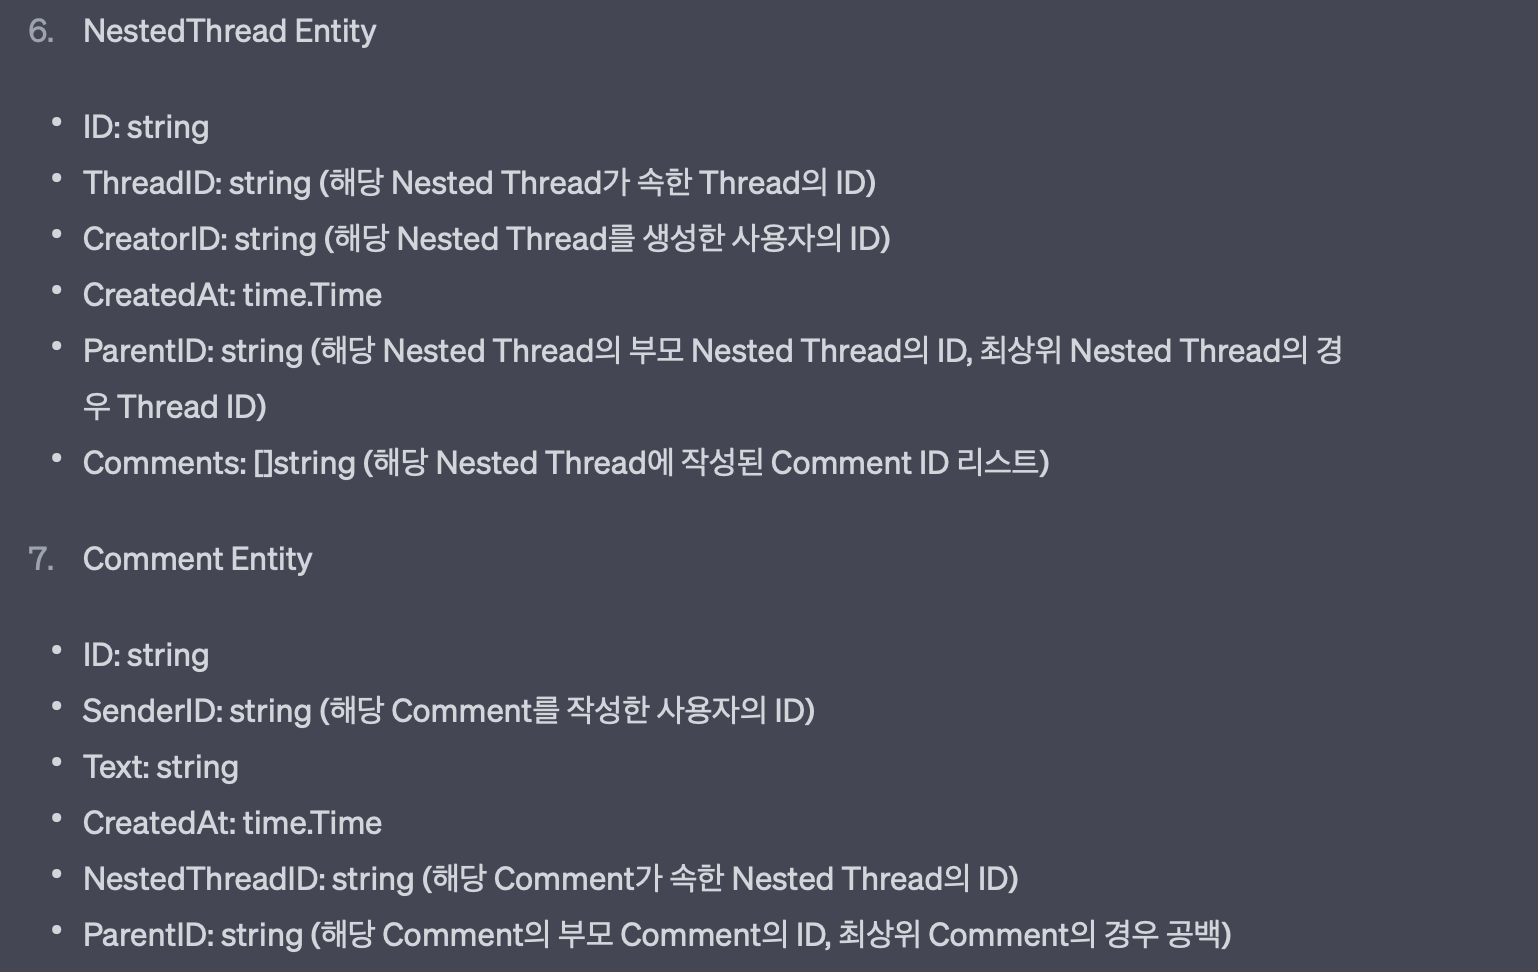 6. NestedThread Entity
• ID: string
• ThreadID: string (해당 Nested Thread가 속한 Thread의 ID)
• CreatorID: string (해당 Nested Thread를 생성한 사용자의 ID)
• CreatedAt: time.Time
• ParentID: string (해당 Nested Thread의 부모 Nested Thread의 ID, 최상위 Nested Thread의 경
우 Thread ID)
• Comments: []string (해당 Nested Thread에 작성된 Comment ID 리스트)
7. Comment Entity
• ID: string
• SenderID: string (해당 Comment를 작성한 사용자의 ID)
• Text: string
• CreatedAt: time.Time
• NestedThreadID: string (해당 Comment가 속한 Nested Thread의 ID)
• ParentID: string (해당 Comment의 부모 Comment의 ID, 최상위 Comment의 경우 공백)